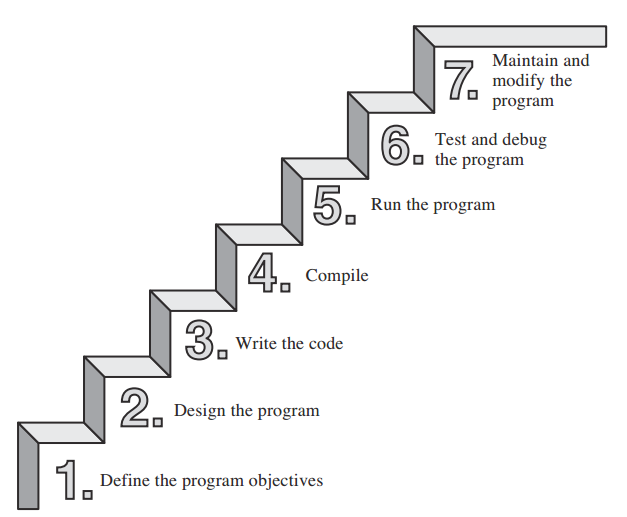 7. Maintain and
modify the
program
6. Test and debug
the program
5. Run the program
4. Compile
3. Write the code
2. Design the program
1. Define the program objectives